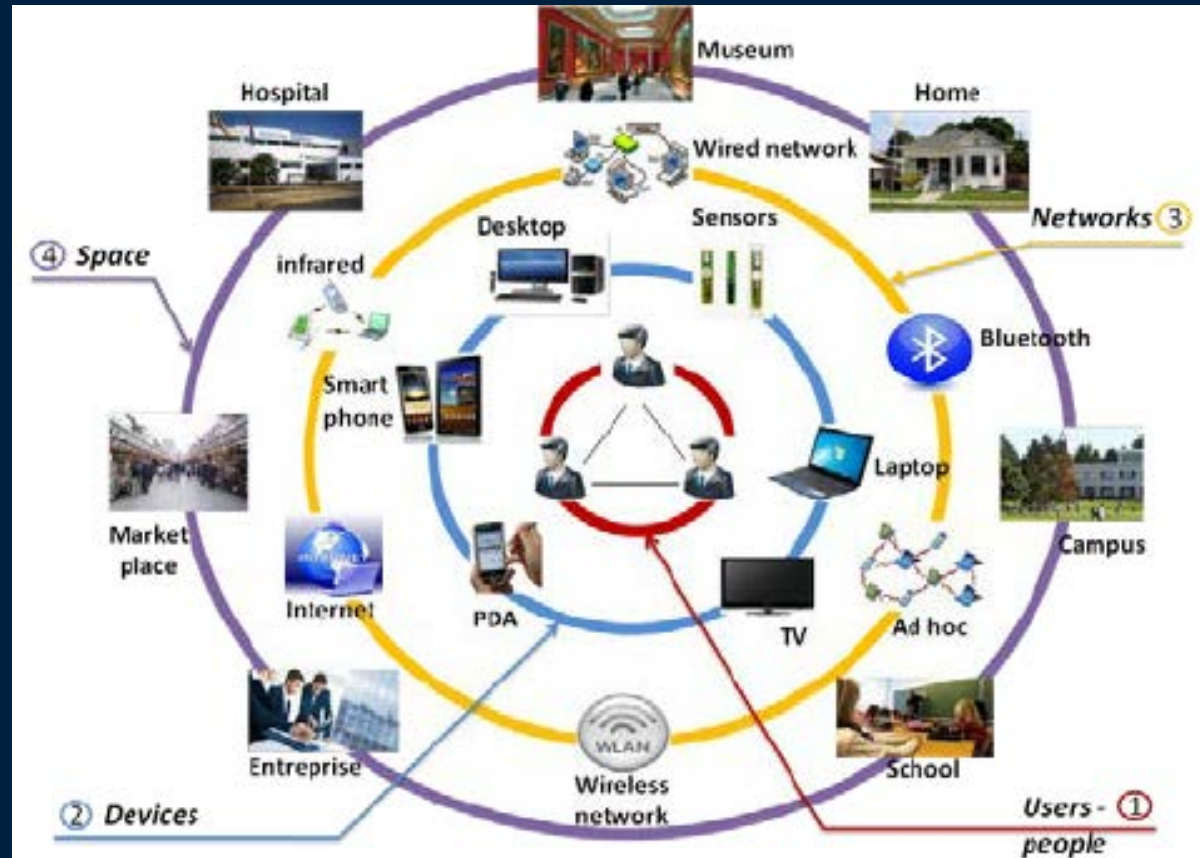 Museum
Hospital
Home
Wired network
Networks ③
Desktop
Sensors
④ Space
infrared
Bluetooth
Smart
phone
Laptop
Market
place
Campus
Internet
PDA
TV
Ad hoc
WLAN
Entreprise
School
Wireless
network
② Devices
Users - ①
people